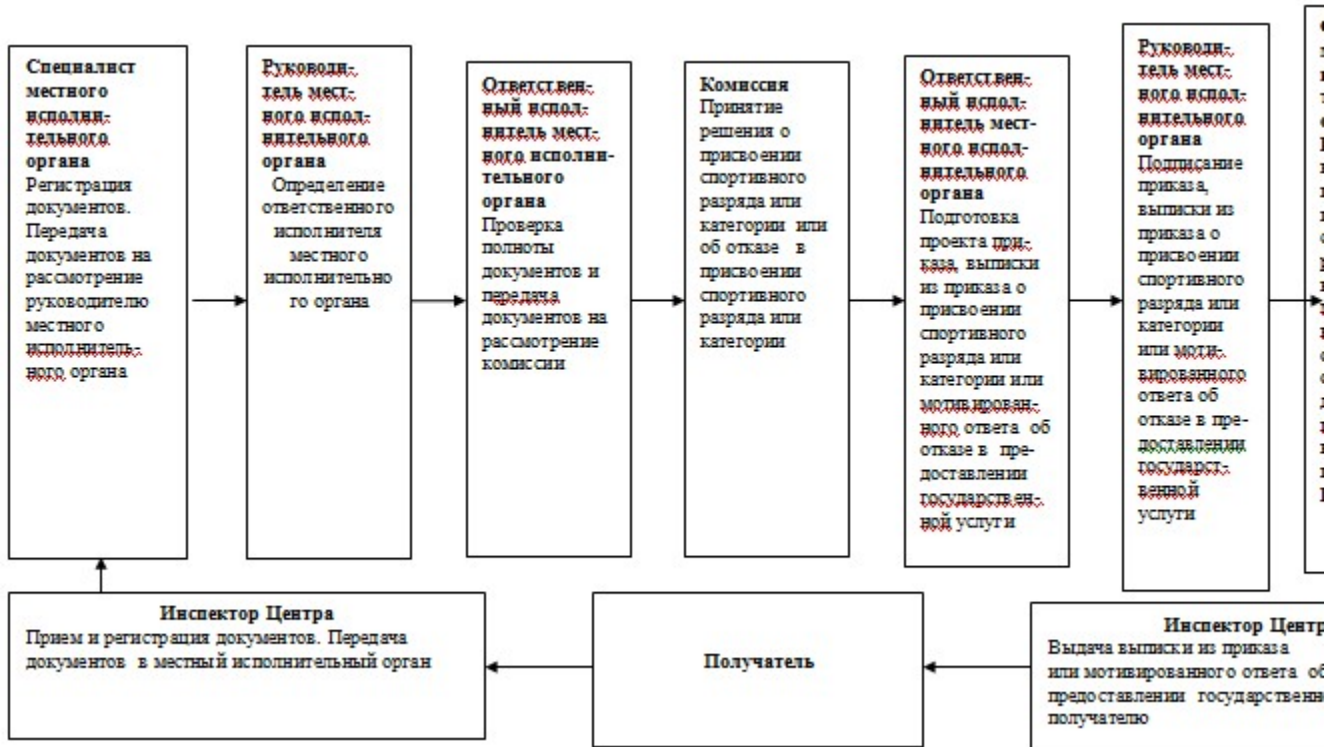 Специалист
местного
исполни-
тельного
органа
Регистрация
документов.
Передача
документов на
рассмотрение
руководителю
местного
исполнитель-
ного органа
Руководи-
тель мест-
ного испол-
нительного
органа
Определение
ответственного
исполнителя
местного
исполнительно
го органа
Ответствен-
ный испол-
нитель мест-
ного исполни-
тельного
органа
Проверка
полноты
документов и
передача
документов на
рассмотрение
комиссии
Комиссия
Принятие
решения о
присвоении
спортивного
разряда или
категории или
об отказе в
присвоении
спортивного
разряда или
категории
Ответствен-
ный испол-
нитель мест-
ного испол-
нительного
органа
Подготовка
проекта при-
каза, выписки
из приказа о
присвоении
спортивного
разряда или
категории или
мотивирован-
ного ответа об
отказе в пре-
доставлении
государствен-
ной услуги
Руководи-
тель мест-
ного испол-
нительного
органа
Подписание
приказа,
выписки из
приказа о
присвоении
спортивного
разряда или
категории
или моти-
вированного
ответа об
отказе в пре-
доставлении
государст-
венной
услуги
Инспектор Центра
Прием и регистрация документов. Передача
документов в местный исполнительный орган
Получатель
Инспектор Центр
Выдача выписки из приказа
или мотивированного ответа об
предоставлении государственн
получателю